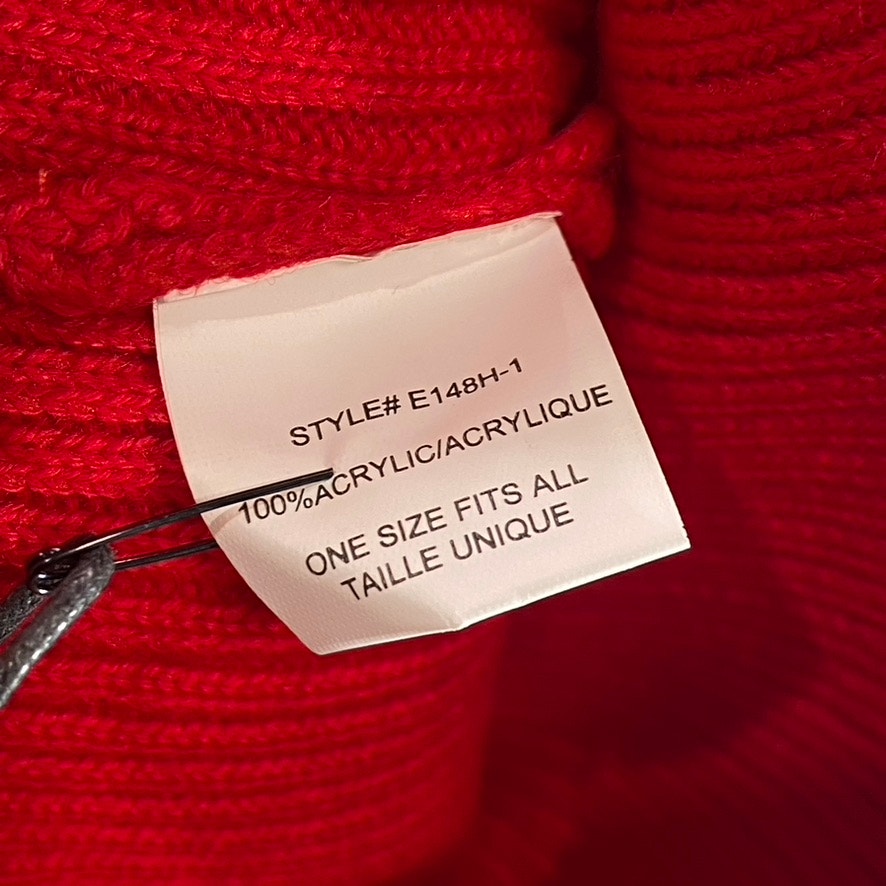 STYLE# E148H-1
100%ACRYLIC/ACRYLIQUE
ONE SIZE FITS ALL
TAILLE UNIQUE